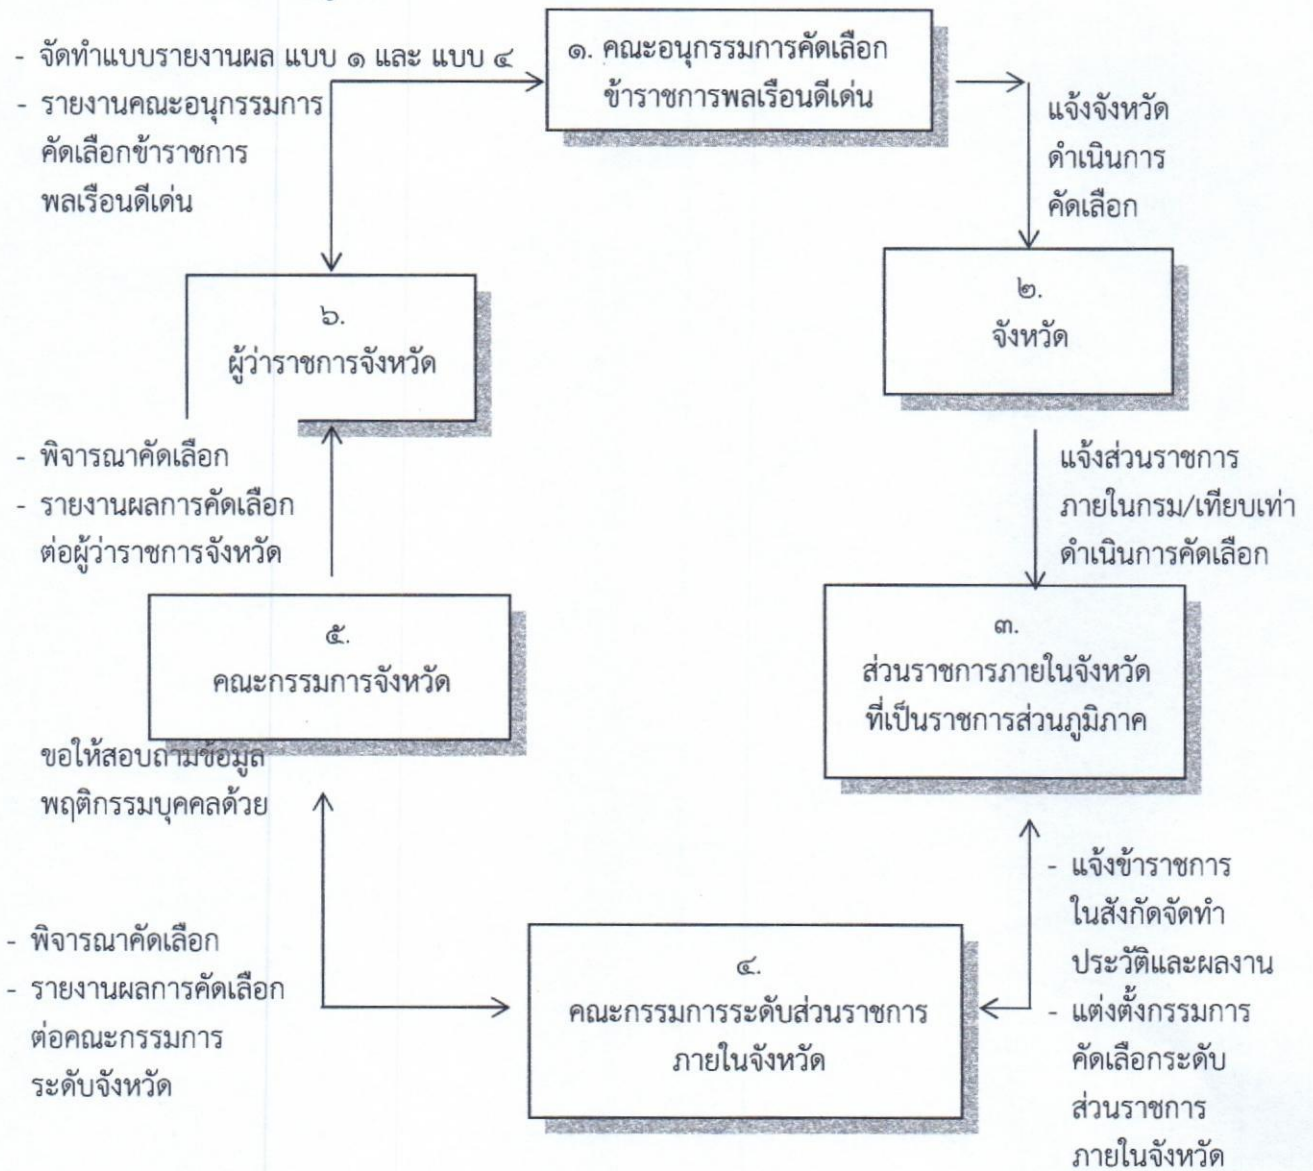 - จัดทำแบบรายงานผล แบบ ๑ และ แบบ ๔
- รายงานคณะอนุกรรมการ
คัดเลือกข้าราชการ
พลเรือนดีเด่น
๑. คณะอนุกรรมการคัดเลือก
ข้าราชการพลเรือนดีเด่น
แจ้งจังหวัด
ดำเนินการ
คัดเลือก
๒.
จังหวัด
แจ้งส่วนราชการ
ภายในกรม/เทียบเท่า
ดำเนินการคัดเลือก
๓.
ส่วนราชการภายในจังหวัด
ที่เป็นราชการส่วนภูมิภาค
- แจ้งข้าราชการ
ในสังกัดจัดทำ
ประวัติและผลงาน
- แต่งตั้งกรรมการ
คัดเลือกระดับ
ส่วนราชการ
ภายในจังหวัด
๔.
คณะกรรมการระดับส่วนราชการ
ภายในจังหวัด
- พิจารณาคัดเลือก
- รายงานผลการคัดเลือก
ต่อคณะกรรมการ
ระดับจังหวัด
ขอให้สอบถามข้อมูล
พฤติกรรมบุคคลด้วย
๕.
คณะกรรมการจังหวัด
- พิจารณาคัดเลือก
- รายงานผลการคัดเลือก
ต่อผู้ว่าราชการจังหวัด
๖.
ผู้ว่าราชการจังหวัด